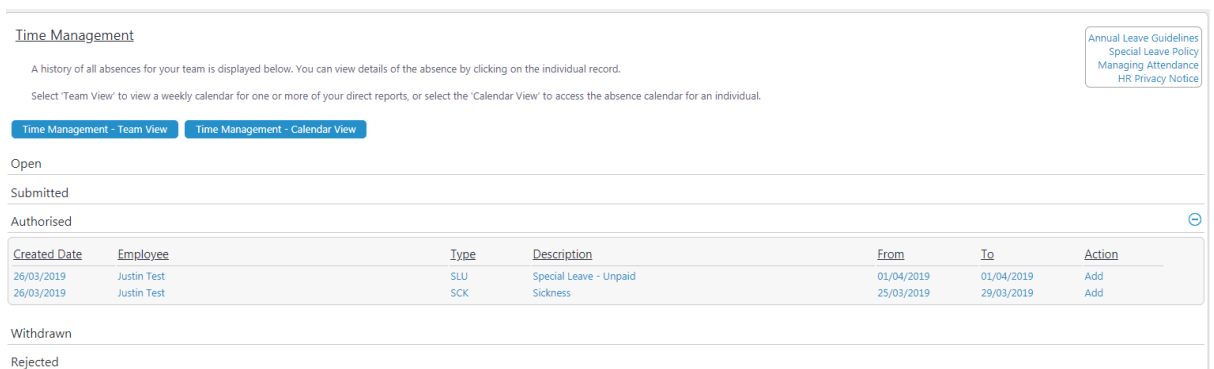 Time Management
Annual Leave Guidelines
Special Leave Policy
Managing Attendance
HR Privacy Notice
A history of all absences for your team is displayed below. You can view details of the absence by clicking on the individual record.
Select 'Team View' to view a weekly calendar for one or more of your direct reports, or select the 'Calendar View' to access the absence calendar for an individual.
Time Management - Team View Time Management - Calendar View
Open
Submitted
Authorised
Created Date Employee Type Description From To Action
26/03/2019 Justin Test SLU Special Leave - Unpaid 01/04/2019 01/04/2019 Add
26/03/2019 Justin Test SCK Sickness 25/03/2019 29/03/2019 Add
Withdrawn
Rejected